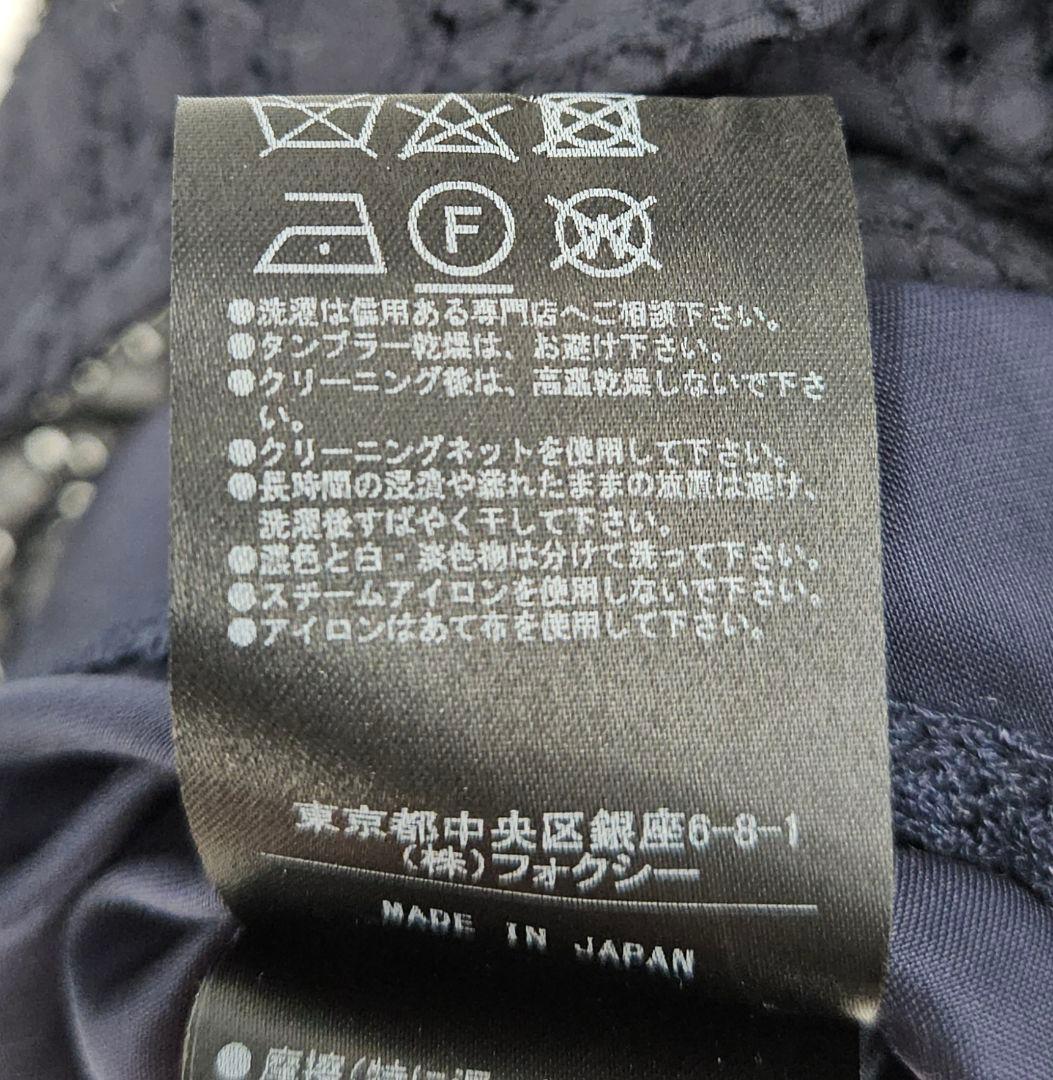 F
W
●洗濯は信用ある専門店へご相談下さい。
●タンブラー乾燥は、お避け下さい。
●クリーニング後は、高温乾燥しないで下さ
い。
●クリーニングネットを使用して下さい。
●長時間の浸漬や濡れたままの放置は避け、
洗濯後すばやく干して下さい。
●濃色と白・淡色物は分けて洗って下さい。
●スチームアイロンを使用しないで下さい。
●アイロンはあて布を使用して下さい。
東京都中央区銀座6-8-1
(株)フォクシー
MADE IN JAPAN
●摩擦(特に湿